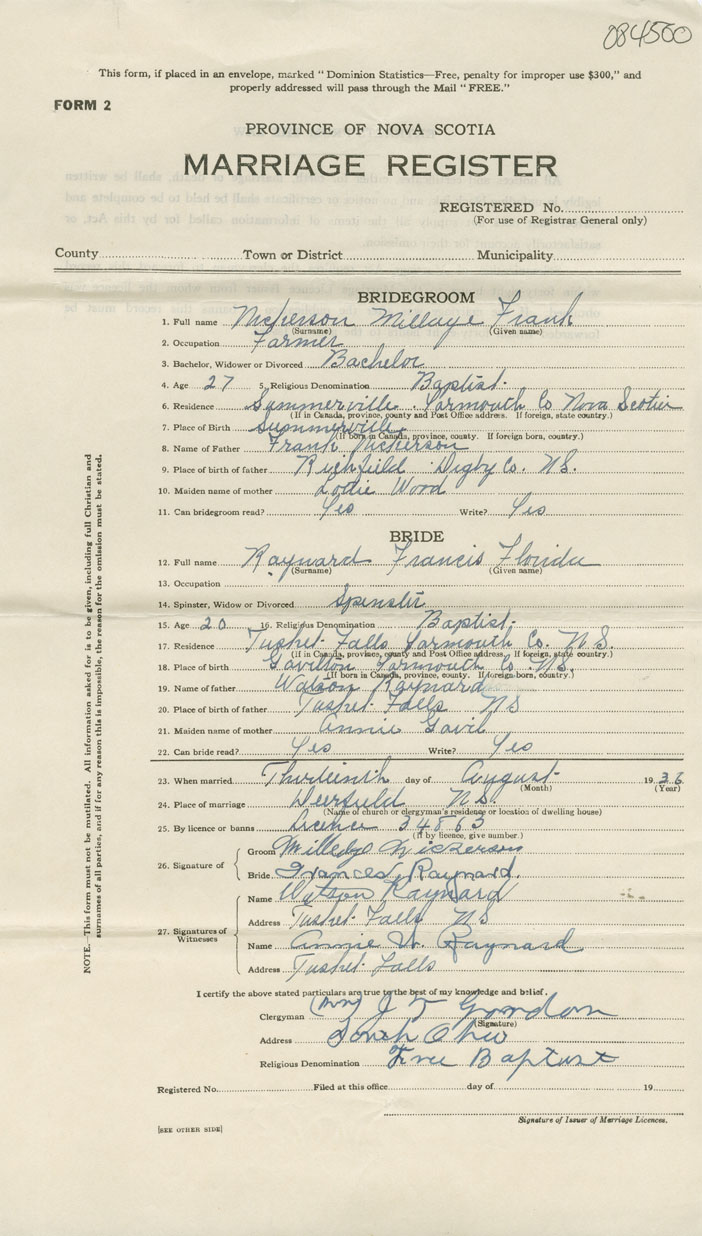 084500
This form, if placed in an envelope, marked "Dominion Statistics—Free, penalty for improper use $300," and
properly addressed will pass through the Mail "FREE."
FORM 2
PROVINCE OF NOVA SCOTIA
MARRIAGE REGISTER
REGISTERED No.
(For use of Registrar General only)
County Town or District Municipality
BRIDEGROOM
1. Full name Nickerson Milledge Frank
(Surname) (Given name)
2. Occupation Farmer
3. Bachelor, Widower or Divorced Bachelor
4. Age 27 5. Religious Denomination Baptist.
6. Residence Summerville Yarmouth Co Nova Scotia
(If in Canada, province, county and Post Office address. If foreign, state country.)
7. Place of Birth Summerville
(If born in Canada, province, county. If foreign born, country.)
8. Name of Father Frank Nickerson
9. Place of birth of father Richfield Digby Co. N.S.
10. Maiden name of mother Lottie Wood
11. Can bridegroom read? Yes Write? Yes
BRIDE
12. Full name Raynard Francis Florida
(Surname) (Given name)
13. Occupation
14. Spinster, Widow or Divorced Spinster
15. Age 20 16. Religious Denomination Baptist.
17. Residence Tusket Falls Yarmouth Co. N.S.
(If in Canada, province, county and Post Office address. If foreign, state country.)
18. Place of birth Gavilton Yarmouth Co N.S.
(If born in Canada, province, county. If foreign born, country.)
19. Name of father Watson Raynard
20. Place of birth of father Tusket Falls NS
21. Maiden name of mother Annie Gavil
22. Can bride read? Yes Write? Yes
23. When married Thirteenth day of August 1936
(Month) (Year)
24. Place of marriage Deerfield N.S.
(Name of church or clergyman's residence or location of dwelling house)
25. By licence or banns Licence 34863
(If by licence, give number.)
26. Signature of
Groom Milledge Nickerson
Bride Frances Raynard.
27. Signatures of Witnesses
Name Watson Raynard
Address Tusket Falls NS
Name Annie W. Raynard
Address Tusket Falls
I certify the above stated particulars are true to the best of my knowledge and belief.
Clergyman J T Gordon
(Signature)
Address South Ohio
Religious Denomination Free Baptist
Registered No. Filed at this office day of 19
Signature of Issuer of Marriage Licences.
[SEE OTHER SIDE]
NOTE.—This form must not be mutilated. All information asked for is to be given, including full Christian and
surnames of all parties, and if for any reason this is impossible, the reason for the omission must be stated.